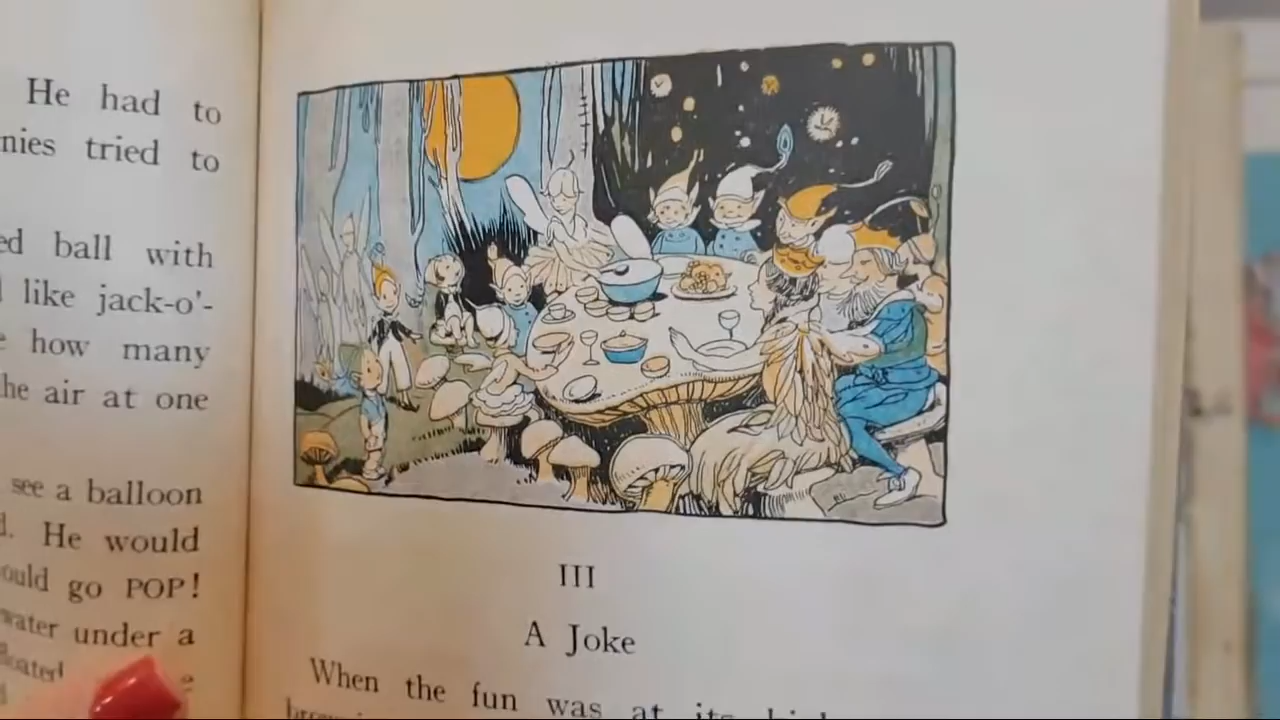 He had to
nies tried to
ed ball with
like jack-o'-
how many
he air at one
see a balloon
d. He would
ould go POP!
water under a
loated
III
A Joke
When the fun was at its